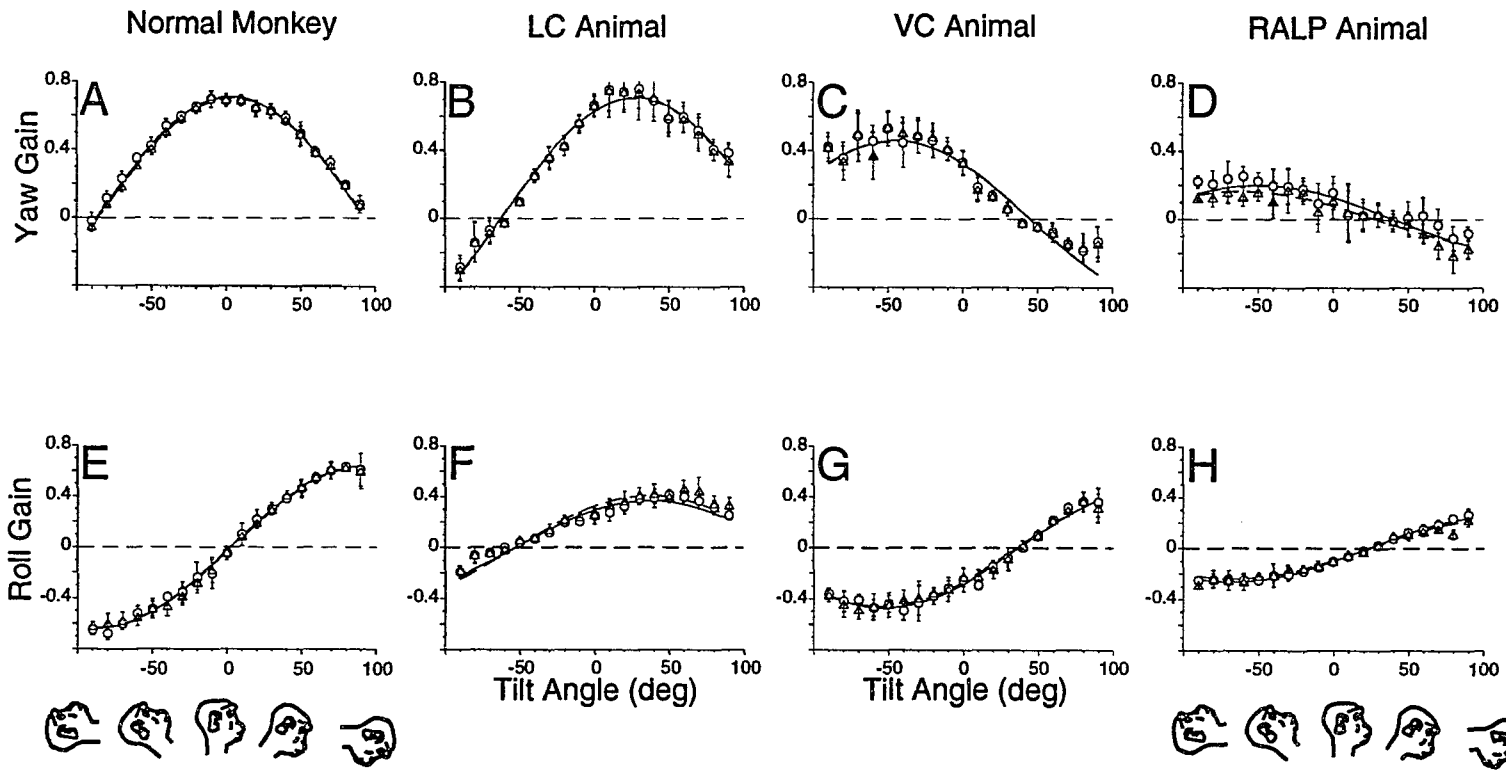 Normal Monkey LC Animal VC Animal RALP Animal
A B C D
Yaw Gain
0.8 0.8 0.8 0.8
0.4 0.4 0.4 0.4
0 0 0 0
-50 0 50 100 -50 0 50 100 -50 0 50 100 -50 0 50 100
E F G H
Roll Gain
0.8 0.8 0.8 0.8
0.4 0.4 0.4 0.4
0 0 0 0
-0.4 -0.4 -0.4 -0.4
-50 0 50 100 -50 0 50 100 -50 0 50 100 -50 0 50 100
Tilt Angle (deg) Tilt Angle (deg)